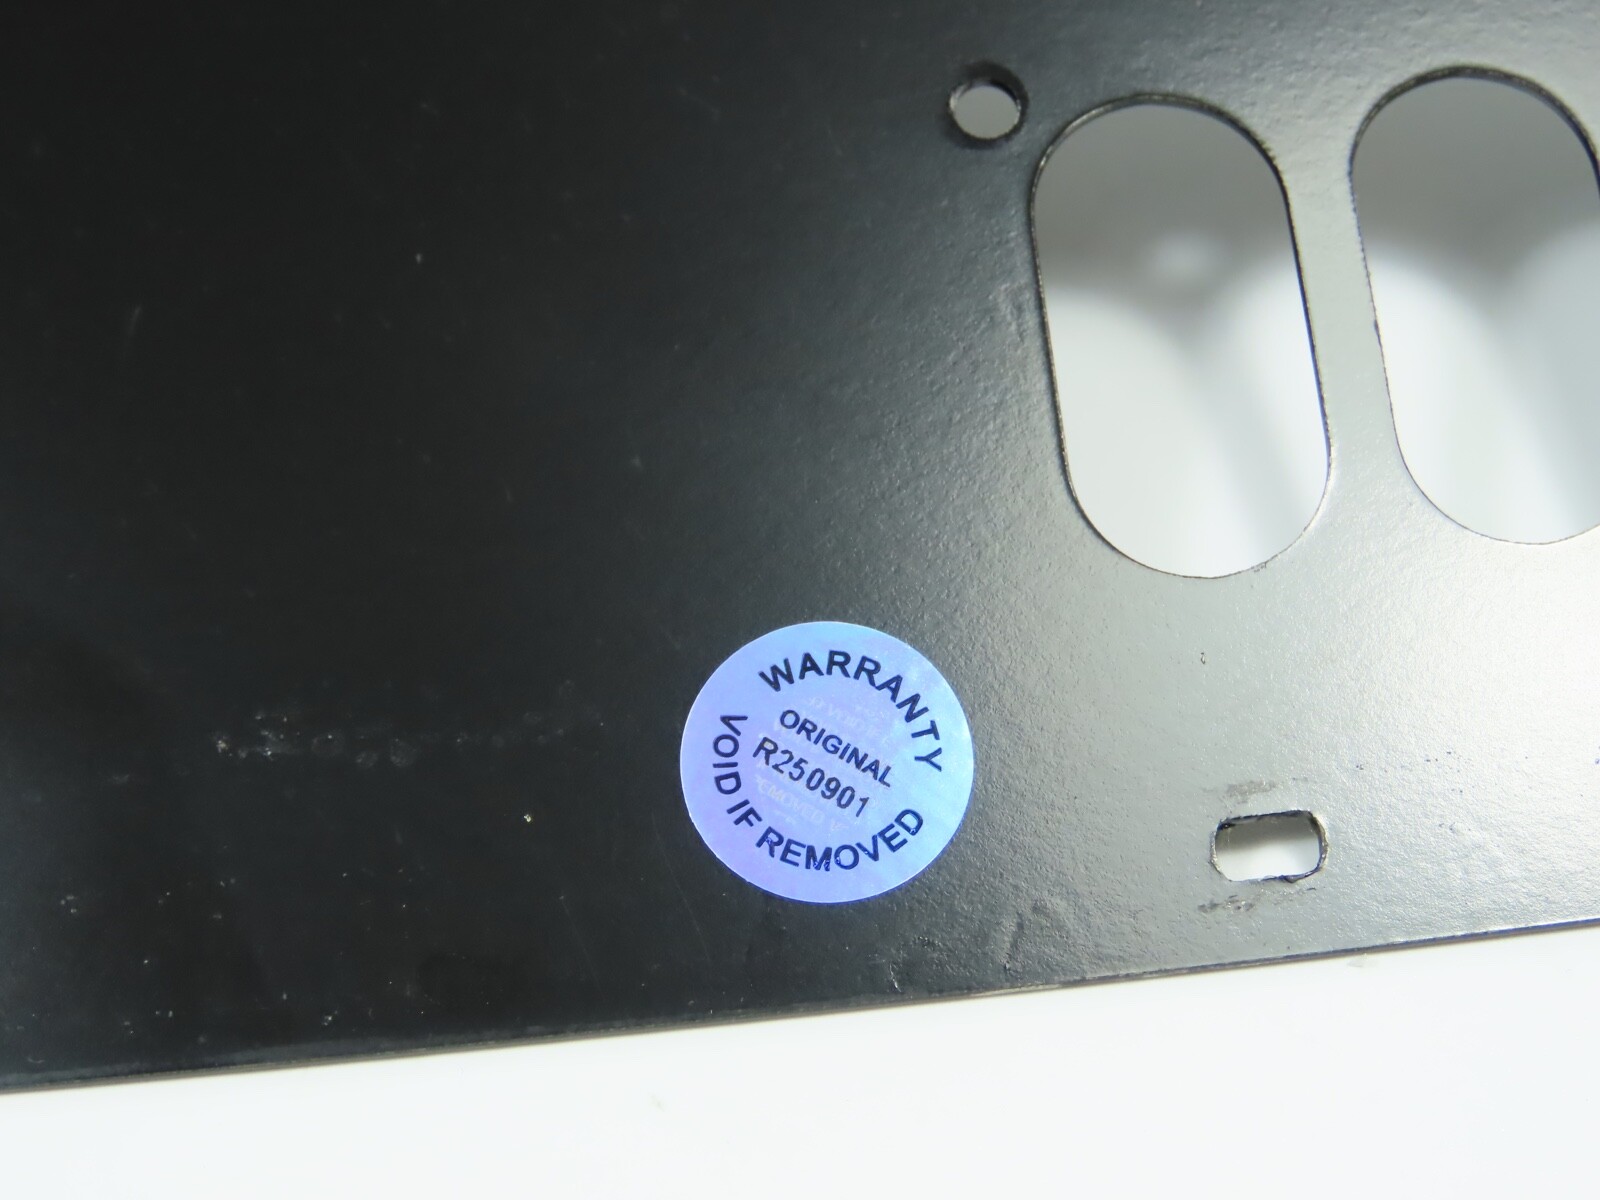 WARRANTY
ORIGINAL
R250901
VOID IF REMOVED